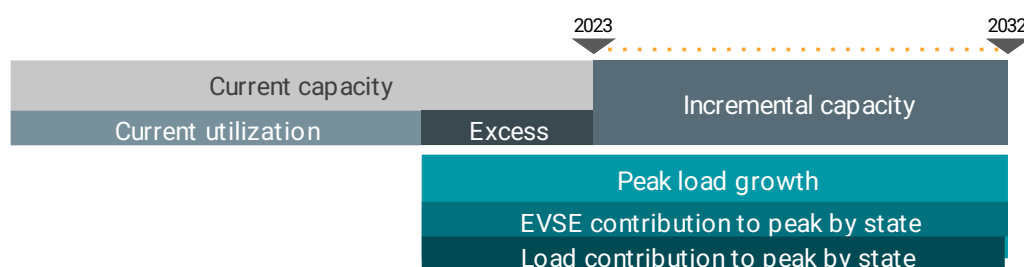 2023
2032
Current capacity
Incremental capacity
Current utilization
Excess
Peak load growth
EVSE contribution to peak by state
Load contribution to peak by state